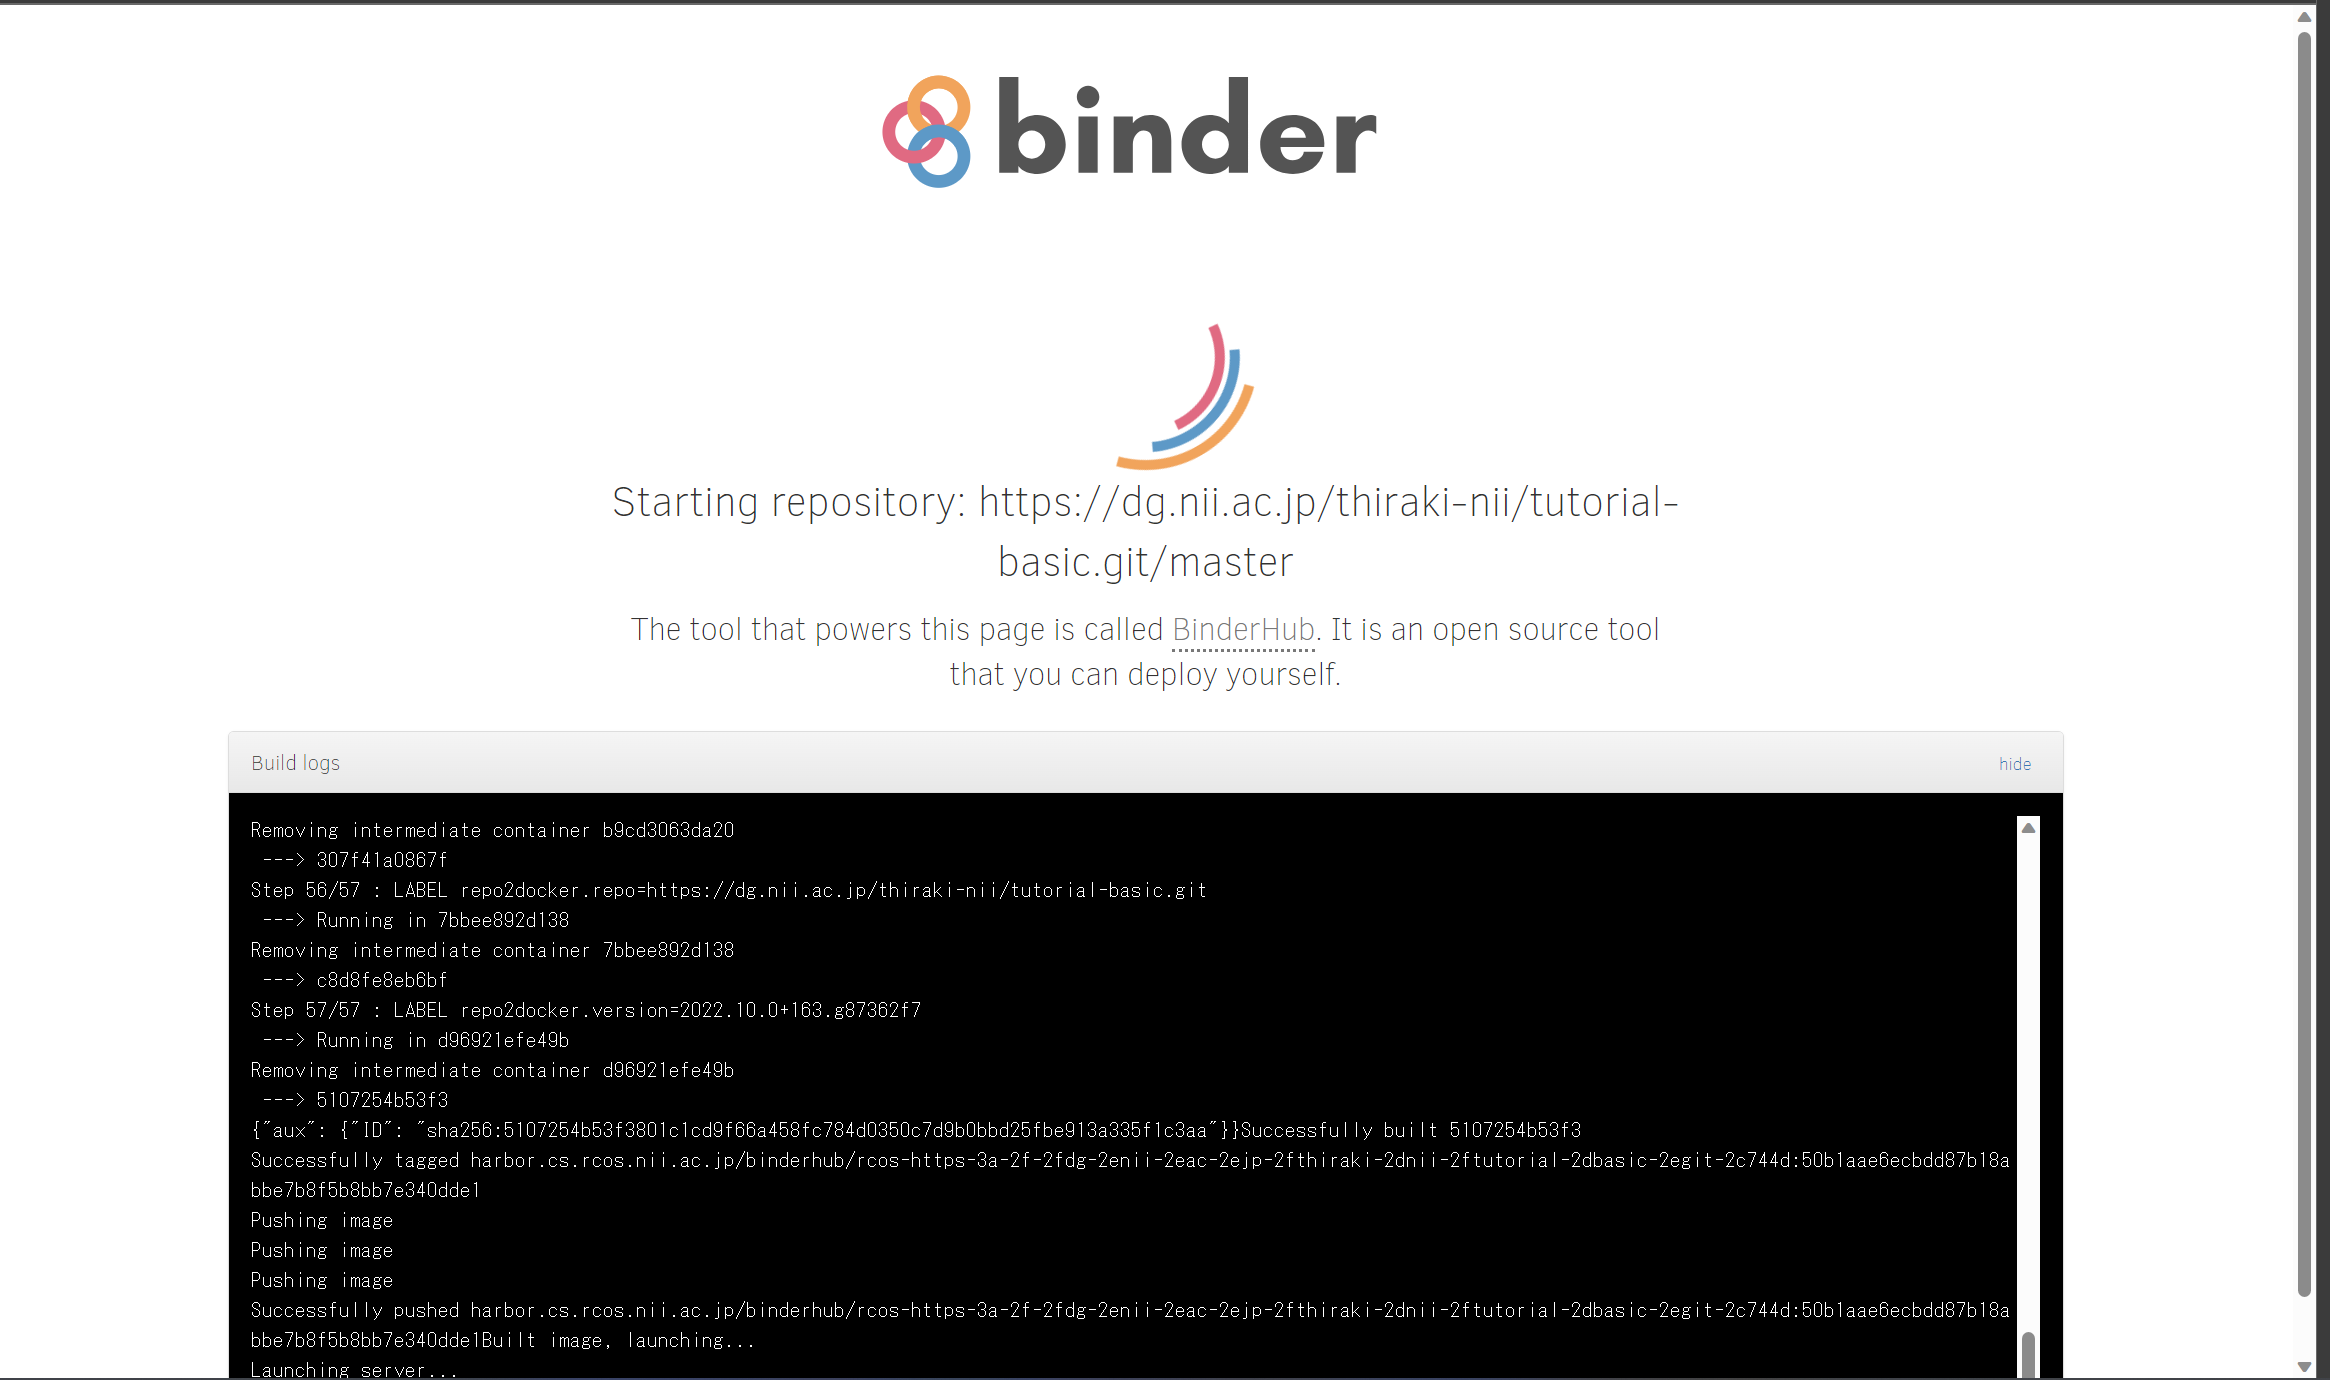 binder
Starting repository: https://dg.nii.ac.jp/thiraki-nii/tutorial-
basic.git/master
The tool that powers this page is called BinderHub. It is an open source tool
that you can deploy yourself.
Build logs
hide
Removing intermediate container b9cd3063da20
 ---> 307f41a0867f
Step 56/57 : LABEL repo2docker.repo=https://dg.nii.ac.jp/thiraki-nii/tutorial-basic.git
 ---> Running in 7bbee892d138
Removing intermediate container 7bbee892d138
 ---> c8d8fe8eb6bf
Step 57/57 : LABEL repo2docker.version=2022.10.0+163.g87362f7
 ---> Running in d96921efe49b
Removing intermediate container d96921efe49b
 ---> 5107254b53f3
{"aux": {"ID": "sha256:5107254b53f3801c1cd9f66a458fc784d0350c7d9b0bbd25fbe913a335f1c3aa"}}Successfully built 5107254b53f3
Successfully tagged harbor.cs.rcos.nii.ac.jp/binderhub/rcos-https-3a-2f-2fdg-2enii-2eac-2ejp-2fthiraki-2dnii-2ftutorial-2dbasic-2egit-2c744d:50b1aae6ecbdd87b18a
bbe7b8f5b8bb7e340dde1
Pushing image
Pushing image
Pushing image
Successfully pushed harbor.cs.rcos.nii.ac.jp/binderhub/rcos-https-3a-2f-2fdg-2enii-2eac-2ejp-2fthiraki-2dnii-2ftutorial-2dbasic-2egit-2c744d:50b1aae6ecbdd87b18a
bbe7b8f5b8bb7e340dde1Built image, launching...
Launching server...